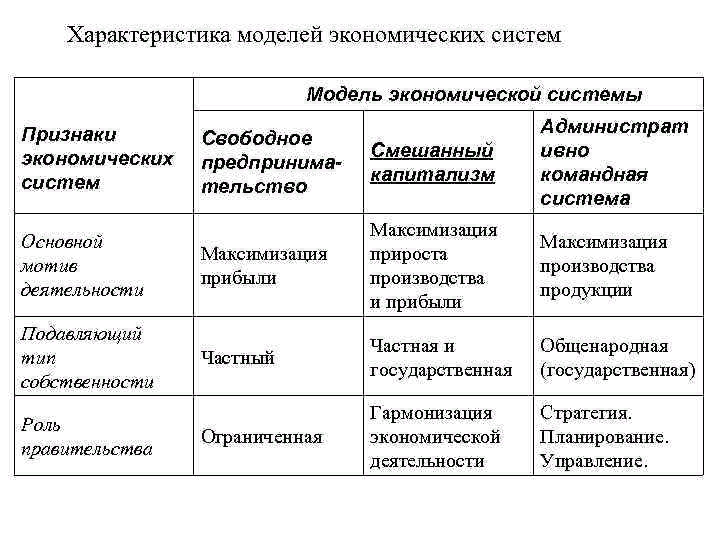 Характеристика моделей экономических систем
Модель экономической системы
Признаки
экономических
систем
Свободное
предпринима-
тельство
Смешанный
капитализм
Администрат
ивно
командная
система
Основной
мотив
деятельности
Максимизация
прибыли
Максимизация
прироста
производства
и прибыли
Максимизация
производства
продукции
Подавляющий
тип
собственности
Частный
Частная и
государственная
Общенародная
(государственная)
Роль
правительства
Ограниченная
Гармонизация
экономической
деятельности
Стратегия.
Планирование.
Управление.